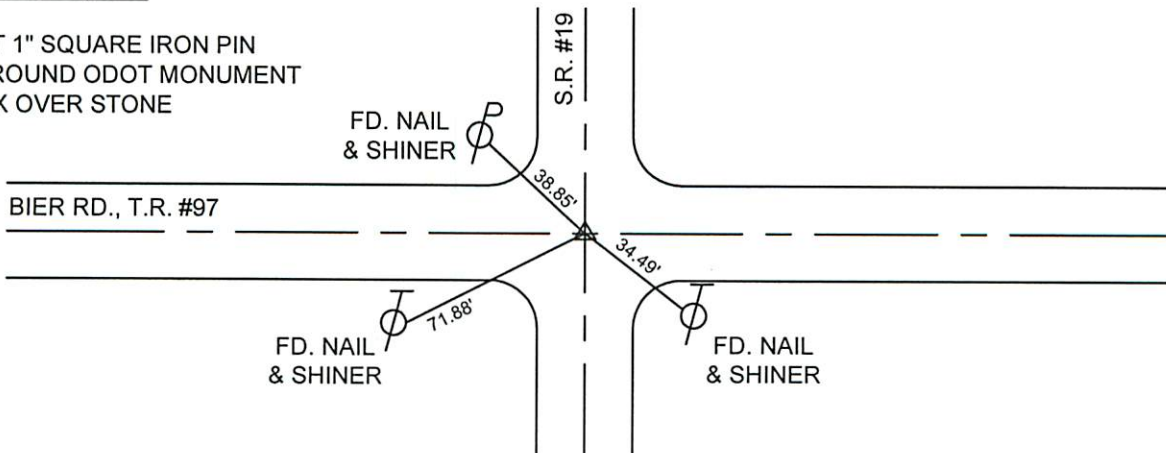 1" SQUARE IRON PIN
ROUND ODOT MONUMENT
OVER STONE
S.R. #19
FD. NAIL
& SHINER
P
38.85'
BIER RD., T.R. #97
34.49'
71.88'
T
T
FD. NAIL
& SHINER
FD. NAIL
& SHINER